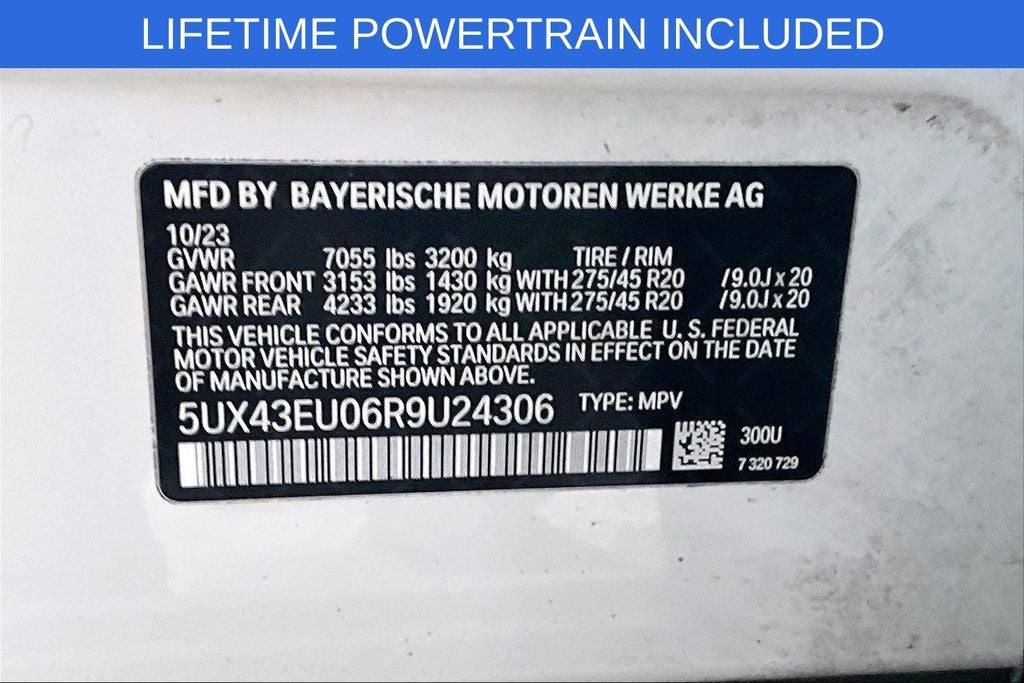 LIFETIME POWERTRAIN INCLUDED
MFD BY BAYERISCHE MOTOREN WERKE AG
10/23
GVWR 7055 lbs 3200 kg TIRE / RIM
GAWR FRONT 3153 lbs 1430 kg WITH 275/45 R20 /9.0J x 20
GAWR REAR 4233 lbs 1920 kg WITH 275/45 R20 /9.0J x 20
THIS VEHICLE CONFORMS TO ALL APPLICABLE U. S. FEDERAL
MOTOR VEHICLE SAFETY STANDARDS IN EFFECT ON THE DATE
OF MANUFACTURE SHOWN ABOVE.
5UX43EU06R9U24306 TYPE: MPV
300U
7 320 729